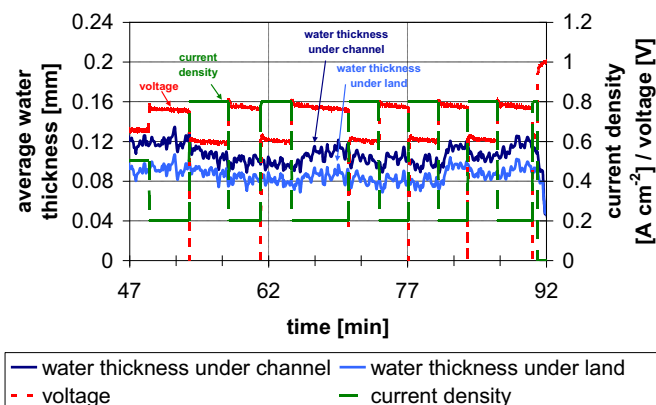 average water
thickness [mm]
0.24
0.2
0.16
0.12
0.08
0.04
0
voltage
current
density
water thickness
under channel
water thickness
under land
1.2
1
0.8
0.6
0.4
0.2
0
current density
[A cm-2] / voltage [V]
47
62
77
92
time [min]
water thickness under channel
water thickness under land
voltage
current density